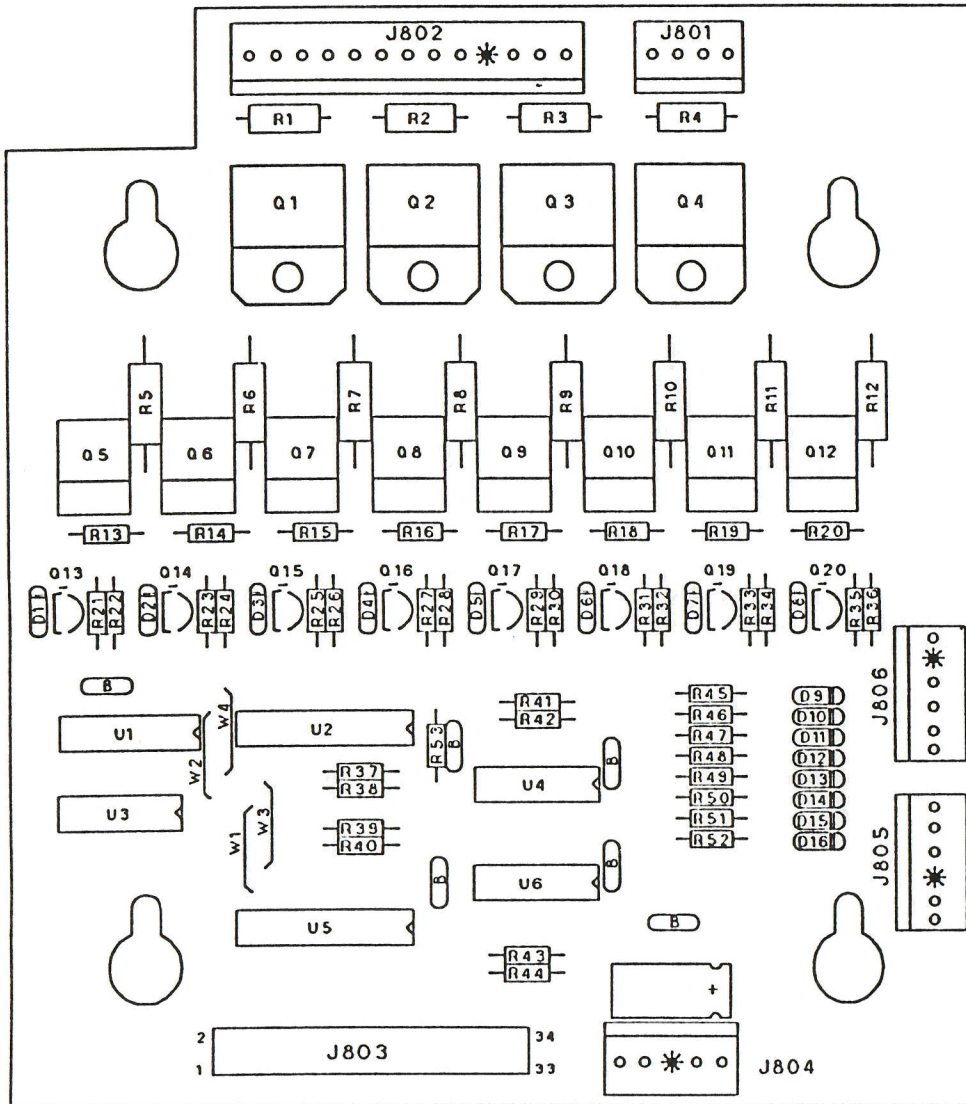 J802 J801
R1 R2 R3 R4
Q1 Q2 Q3 Q4
R5 R6 R7 R8 R9 R10 R11 R12
Q5 Q6 Q7 Q8 Q9 Q10 Q11 Q12
R13 R14 R15 R16 R17 R18 R19 R20
Q13 Q14 Q15 Q16 Q17 Q18 Q19 Q20
D1 R21 R22 D2 R23 R24 D3 R25 R26 D4 R27 R28 D5 R29 R30 D6 R31 R32 D7 R33 R34 D8 R35 R36
J806
B
R45 D9
W4 R41
R46 D10
U1 U2 R42
R47 D11
W2 R53 B
R48 D12
R37 U4 B
R49 D13
R38
R50 D14
U3 W1 W3
R51 D15
R39
R52 D16
R40
J805
B U6 B
U5 B
R43
R44
+
2 34
J803
1 33
J804